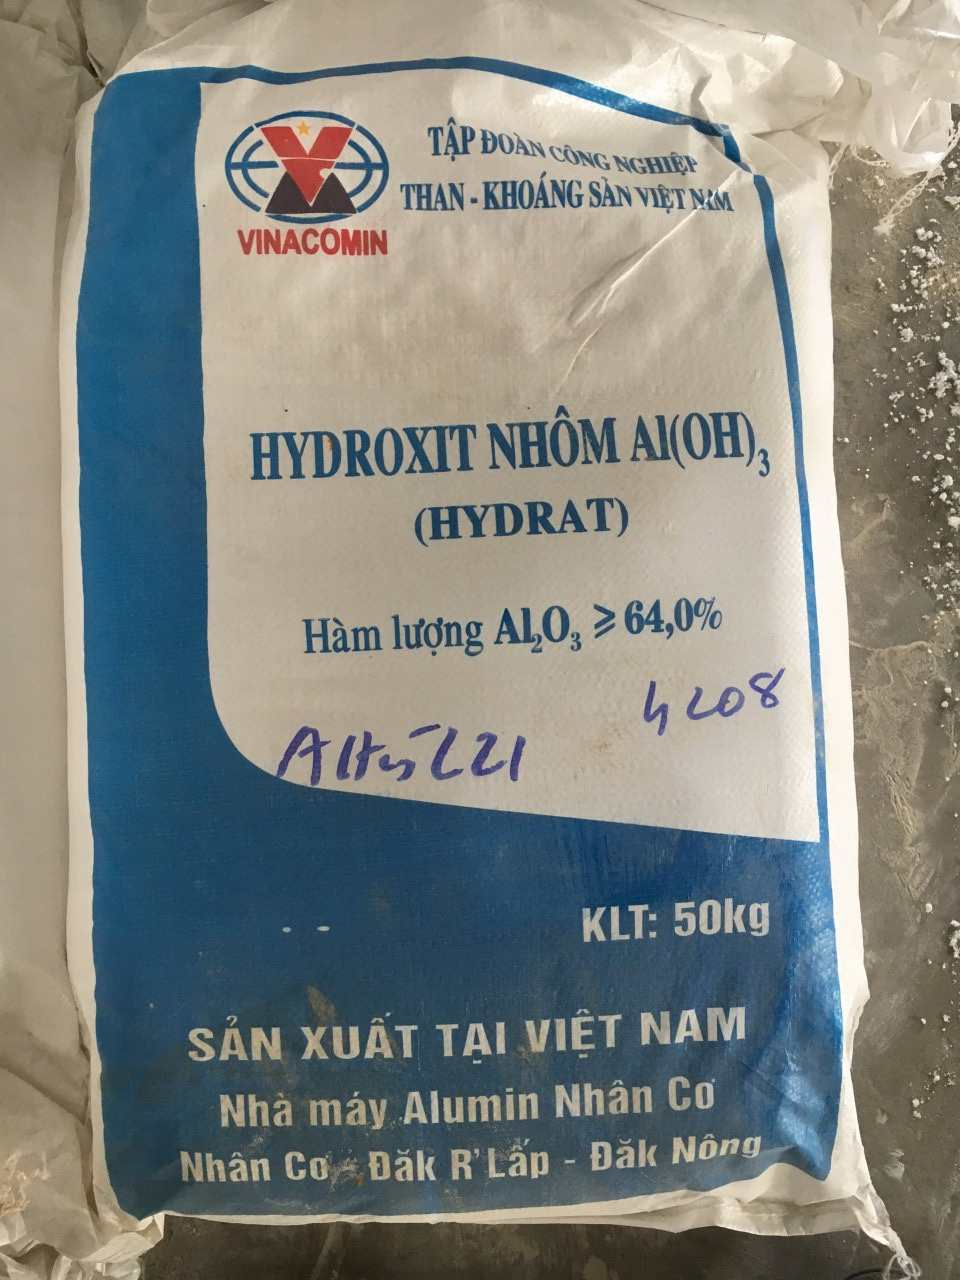 TẬP ĐOÀN CÔNG NGHIỆP
THAN - KHOÁNG SẢN VIỆT NAM
VINACOMIN
HYDROXIT NHÔM Al(OH)₃
(HYDRAT)
Hàm lượng Al₂O₃ ⩾ 64,0%
4208
KLT: 50kg
SẢN XUẤT TẠI VIỆT NAM
Nhà máy Alumin Nhân Cơ
Nhân Cơ - Đăk R'Lấp - Đăk Nông